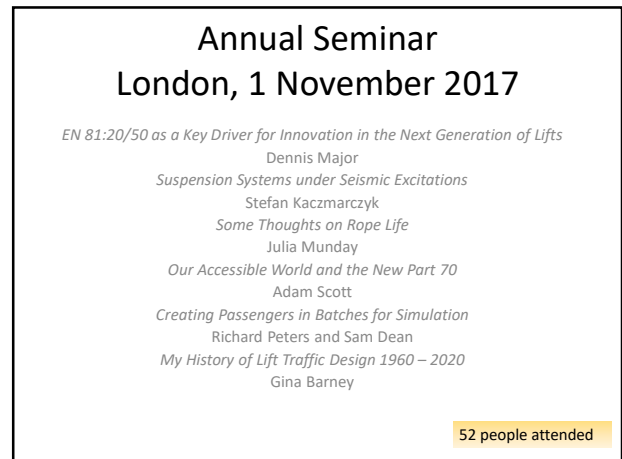 Annual Seminar
London, 1 November 2017
EN 81:20/50 as a Key Driver for Innovation in the Next Generation of Lifts
Dennis Major
Suspension Systems under Seismic Excitations
Stefan Kaczmarczyk
Some Thoughts on Rope Life
Julia Munday
Our Accessible World and the New Part 70
Adam Scott
Creating Passengers in Batches for Simulation
Richard Peters and Sam Dean
My History of Lift Traffic Design 1960 – 2020
Gina Barney
52 people attended